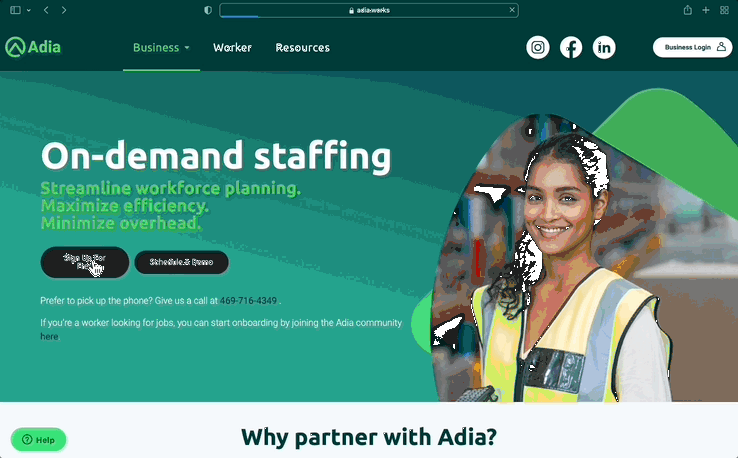 adia.works
Adia
Business
Worker
Resources
Business Login
On-demand staffing
Streamline workforce planning.
Maximize efficiency.
Minimize overhead.
Sign Up For
Schedule A Demo
Prefer to pick up the phone? Give us a call at 469-716-4349 .
If you're a worker looking for jobs, you can start onboarding by joining the Adia community
here
Help
Why partner with Adia?